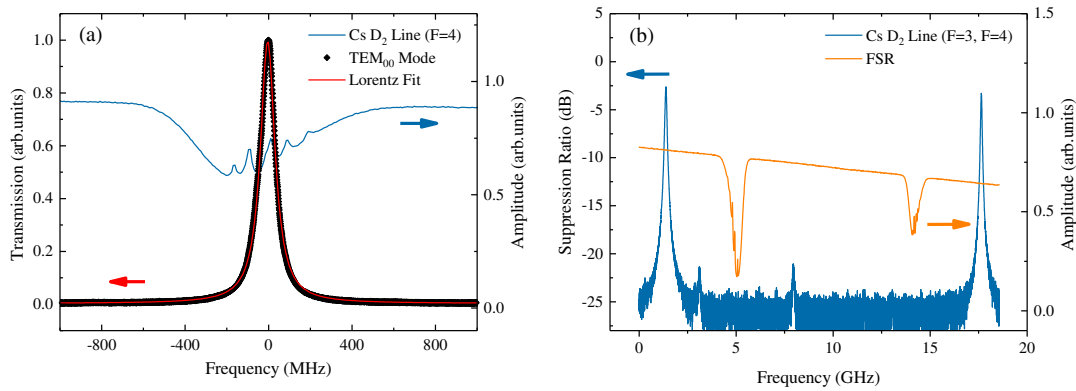 (a)
Cs D₂ Line (F=4)
TEM₀₀ Mode
Lorentz Fit
Transmission (arb.units)
1.0
0.8
0.6
0.4
0.2
0.0
-800
-400
0
400
800
Frequency (MHz)
1.0
0.5
0.0
Amplitude (arb.units)
(b)
Cs D₂ Line (F=3, F=4)
FSR
Suppression Ratio (dB)
5
0
-5
-10
-15
-20
-25
0
5
10
15
20
Frequency (GHz)
1.5
1.0
0.5
0.0
Amplitude (arb.units)